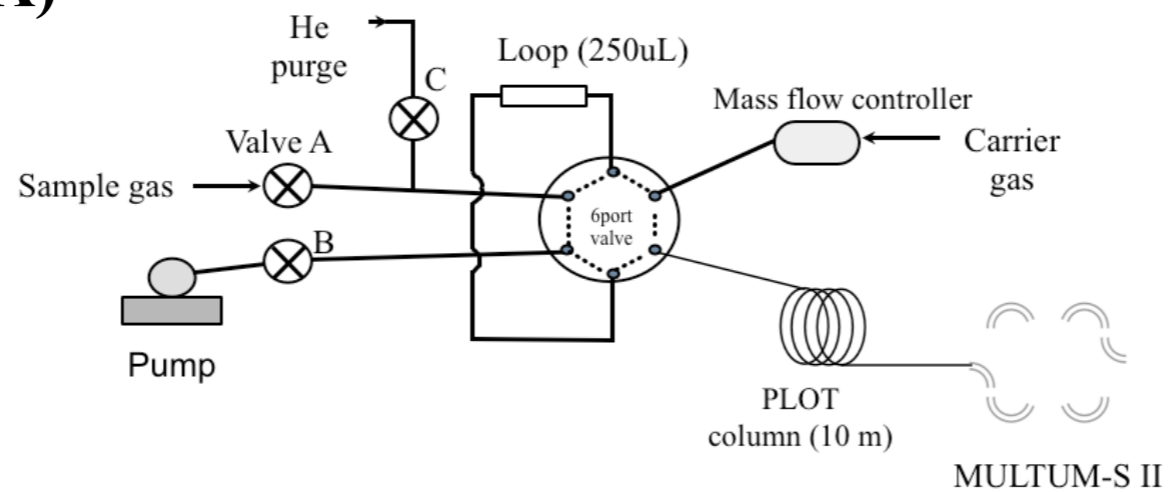 A)
He
purge
C
Loop (250uL)
Mass flow controller
Carrier
gas
Valve A
Sample gas
6port
valve
B
Pump
PLOT
column (10 m)
MULTUM-S II